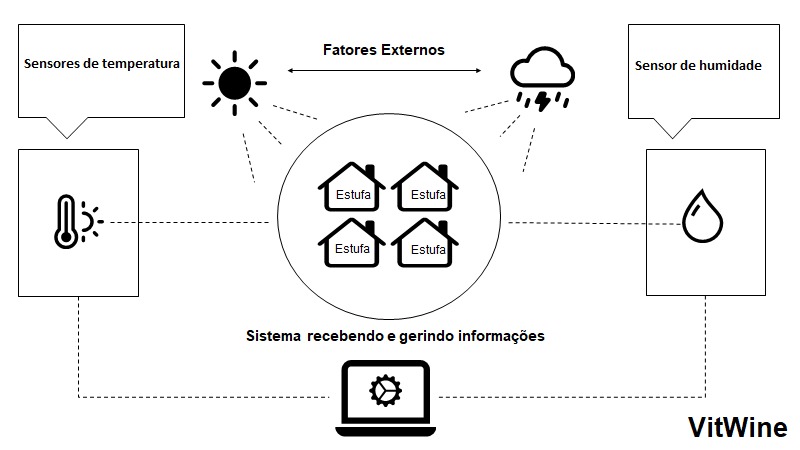 Fatores Externos
Sensores de temperatura
Sensor de humidade
Estufa
Estufa
Estufa
Estufa
Sistema recebendo e gerindo informações
VitWine